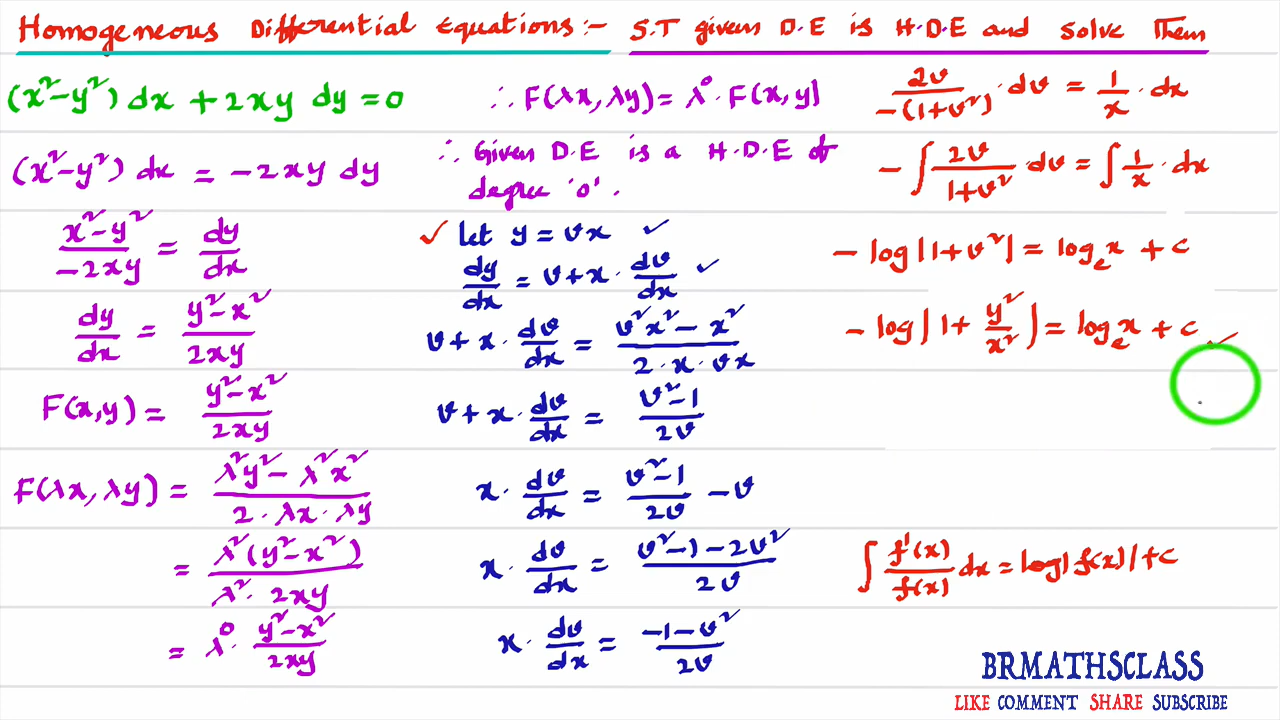 Homogeneous Differential Equations :- S.T given D.E is H.D.E and solve Them
(x²-y²) dx + 2xy dy = 0
(x²-y²) dx = -2xy dy
x²-y² / -2xy = dy/dx
dy/dx = y²-x² / 2xy
F(x,y) = y²-x² / 2xy
F(λx, λy) = λ²y² - λ²x² / 2·λx·λy
= λ²(y²-x²) / λ²·2xy
= λ⁰· y²-x² / 2xy
∴ F(λx, λy) = λ⁰·F(x,y)
∴ Given D.E is a H.D.E of
degree '0'.
✓ let y = vx ✓
dy/dx = v + x·dv/dx ✓
v + x·dv/dx = v²x² - x² / 2·x·vx
v + x·dv/dx = v²-1 / 2v
x·dv/dx = v²-1 / 2v - v
x·dv/dx = v²-1-2v² / 2v
x·dv/dx = -1-v² / 2v
2v / -(1+v²) · dv = 1/x · dx
-∫ 2v / 1+v² dv = ∫ 1/x · dx
-log|1+v²| = logₑx + c
-log|1 + y²/x²| = logₑx + c ✓
∫ f'(x)/f(x) dx = log|f(x)| + c
BRMATHSCLASS
LIKE COMMENT SHARE SUBSCRIBE